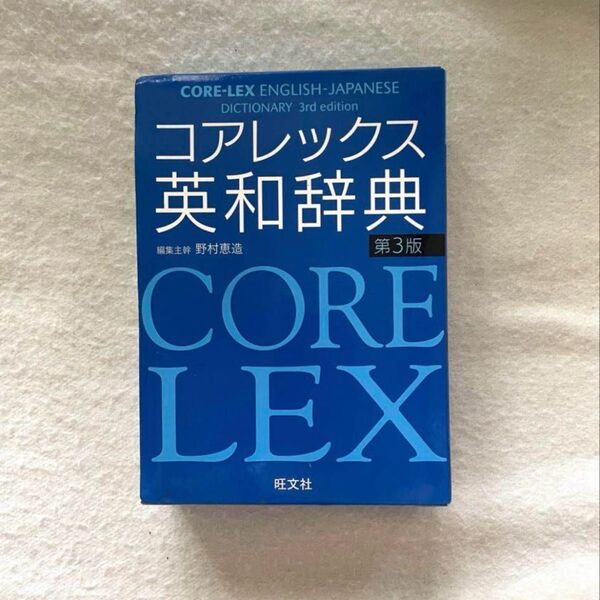 CORE-LEX ENGLISH-JAPANESE
DICTIONARY 3rd edition
コアレックス
英和辞典
編集主幹 野村恵造
第3版
CORE
LEX
旺文社